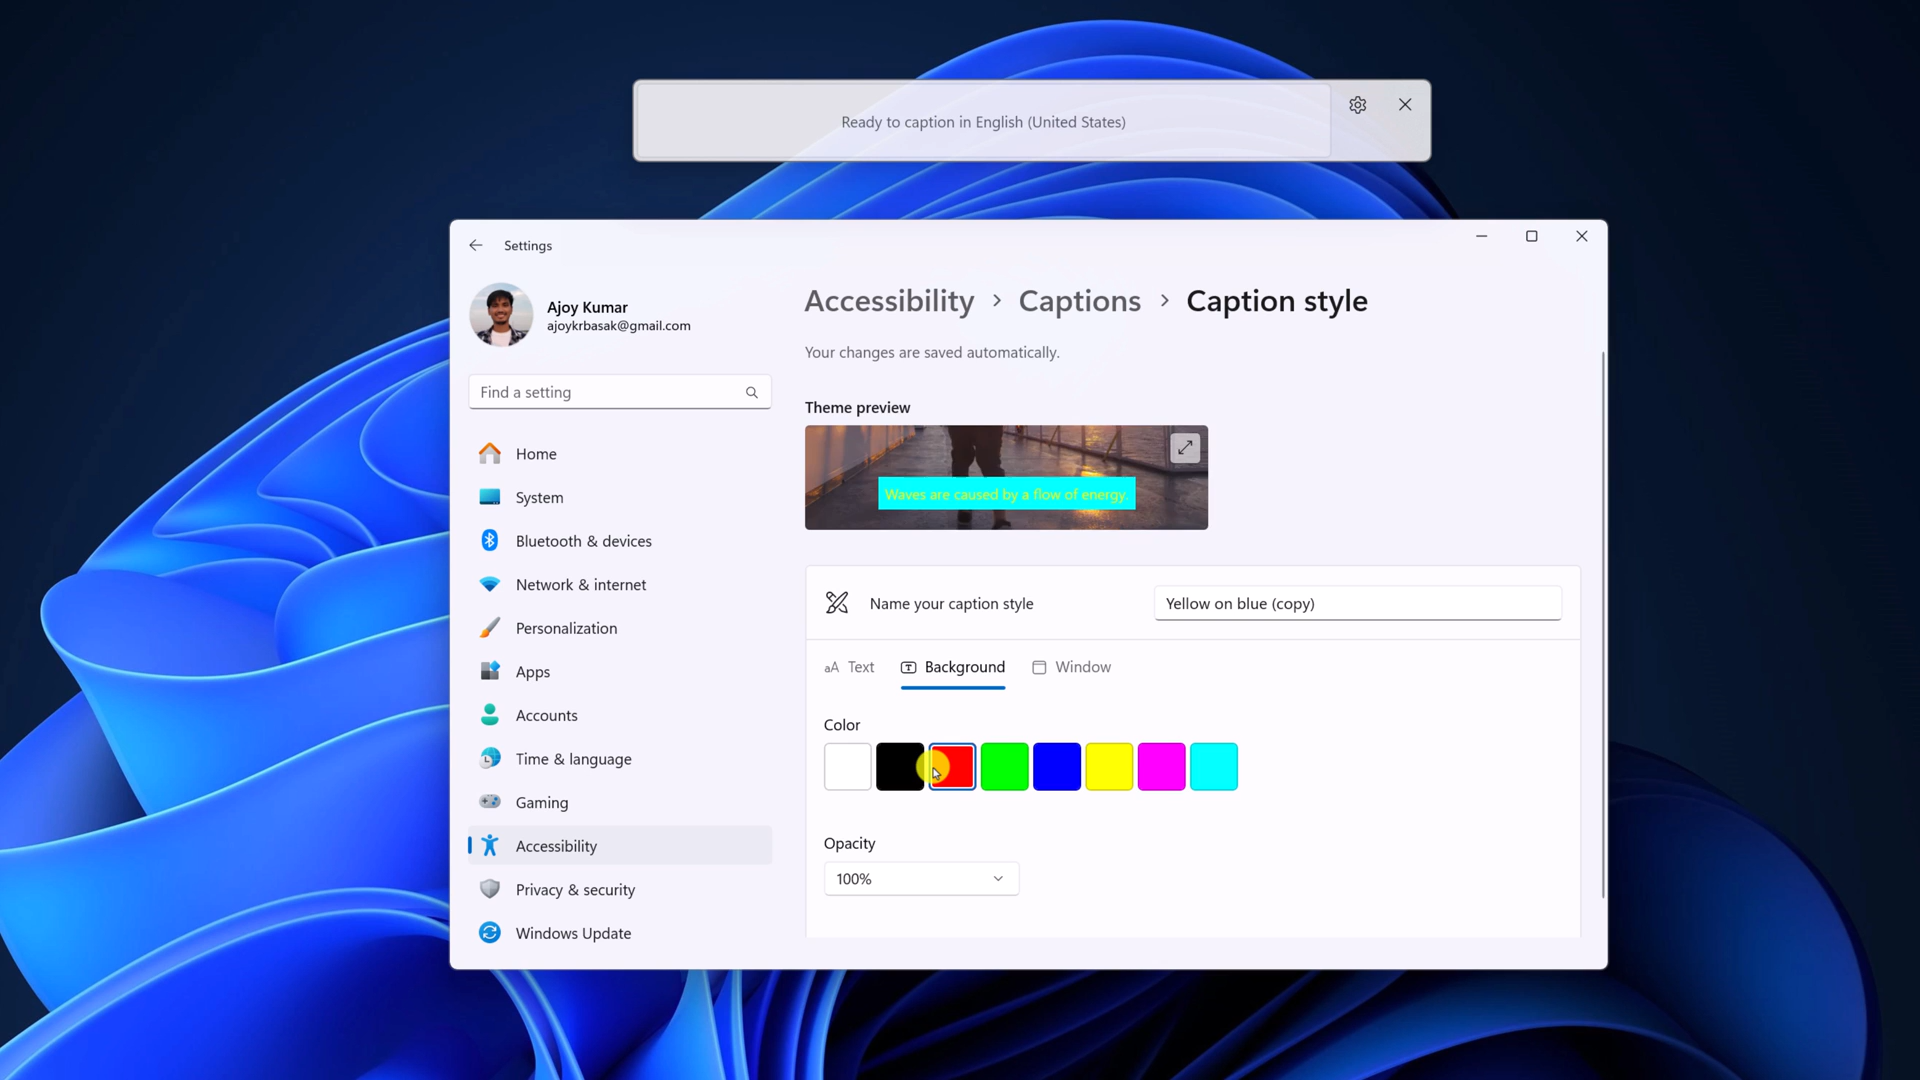 Ready to caption in English (United States)
Settings
Ajoy Kumar
ajoykrbasak@gmail.com
Find a setting
Home
System
Bluetooth & devices
Network & internet
Personalization
Apps
Accounts
Time & language
Gaming
Accessibility
Privacy & security
Windows Update
Accessibility > Captions > Caption style
Your changes are saved automatically.
Theme preview
Waves are caused by a flow of energy.
Name your caption style
Yellow on blue (copy)
aA Text
Background
Window
Color
Opacity
100%